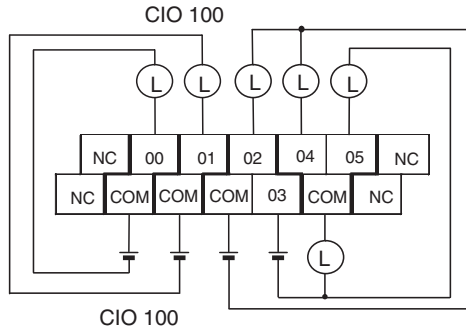 CIO 100
L L L L L
NC 00 01 02 04 05 NC
NC COM COM COM 03 COM NC
L
CIO 100